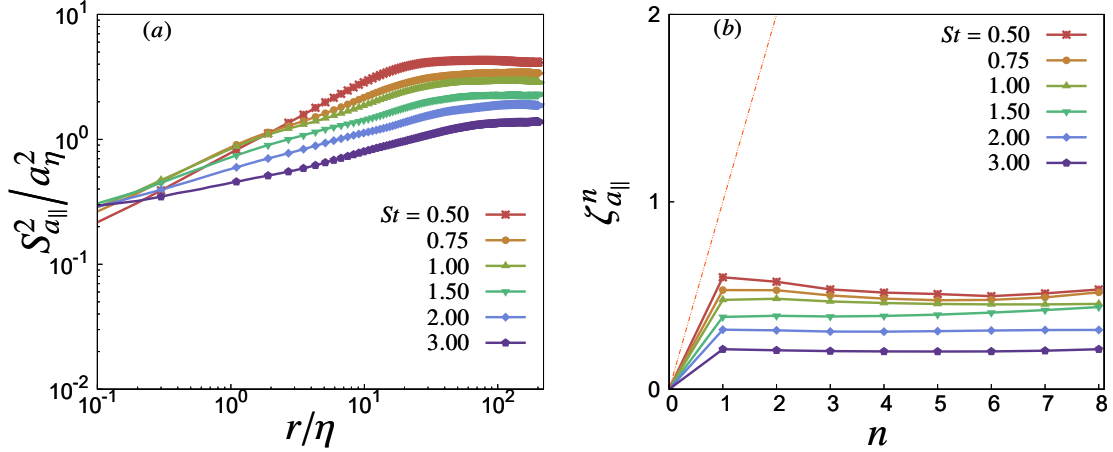 (a)
10^1
10^0
10^-1
10^-2
S^2_{a||}/a^2_η
St = 0.50
0.75
1.00
1.50
2.00
3.00
10^-1 10^0 10^1 10^2
r/η
(b)
2
1
0
ζ^n_{a||}
St = 0.50
0.75
1.00
1.50
2.00
3.00
0 1 2 3 4 5 6 7 8
n